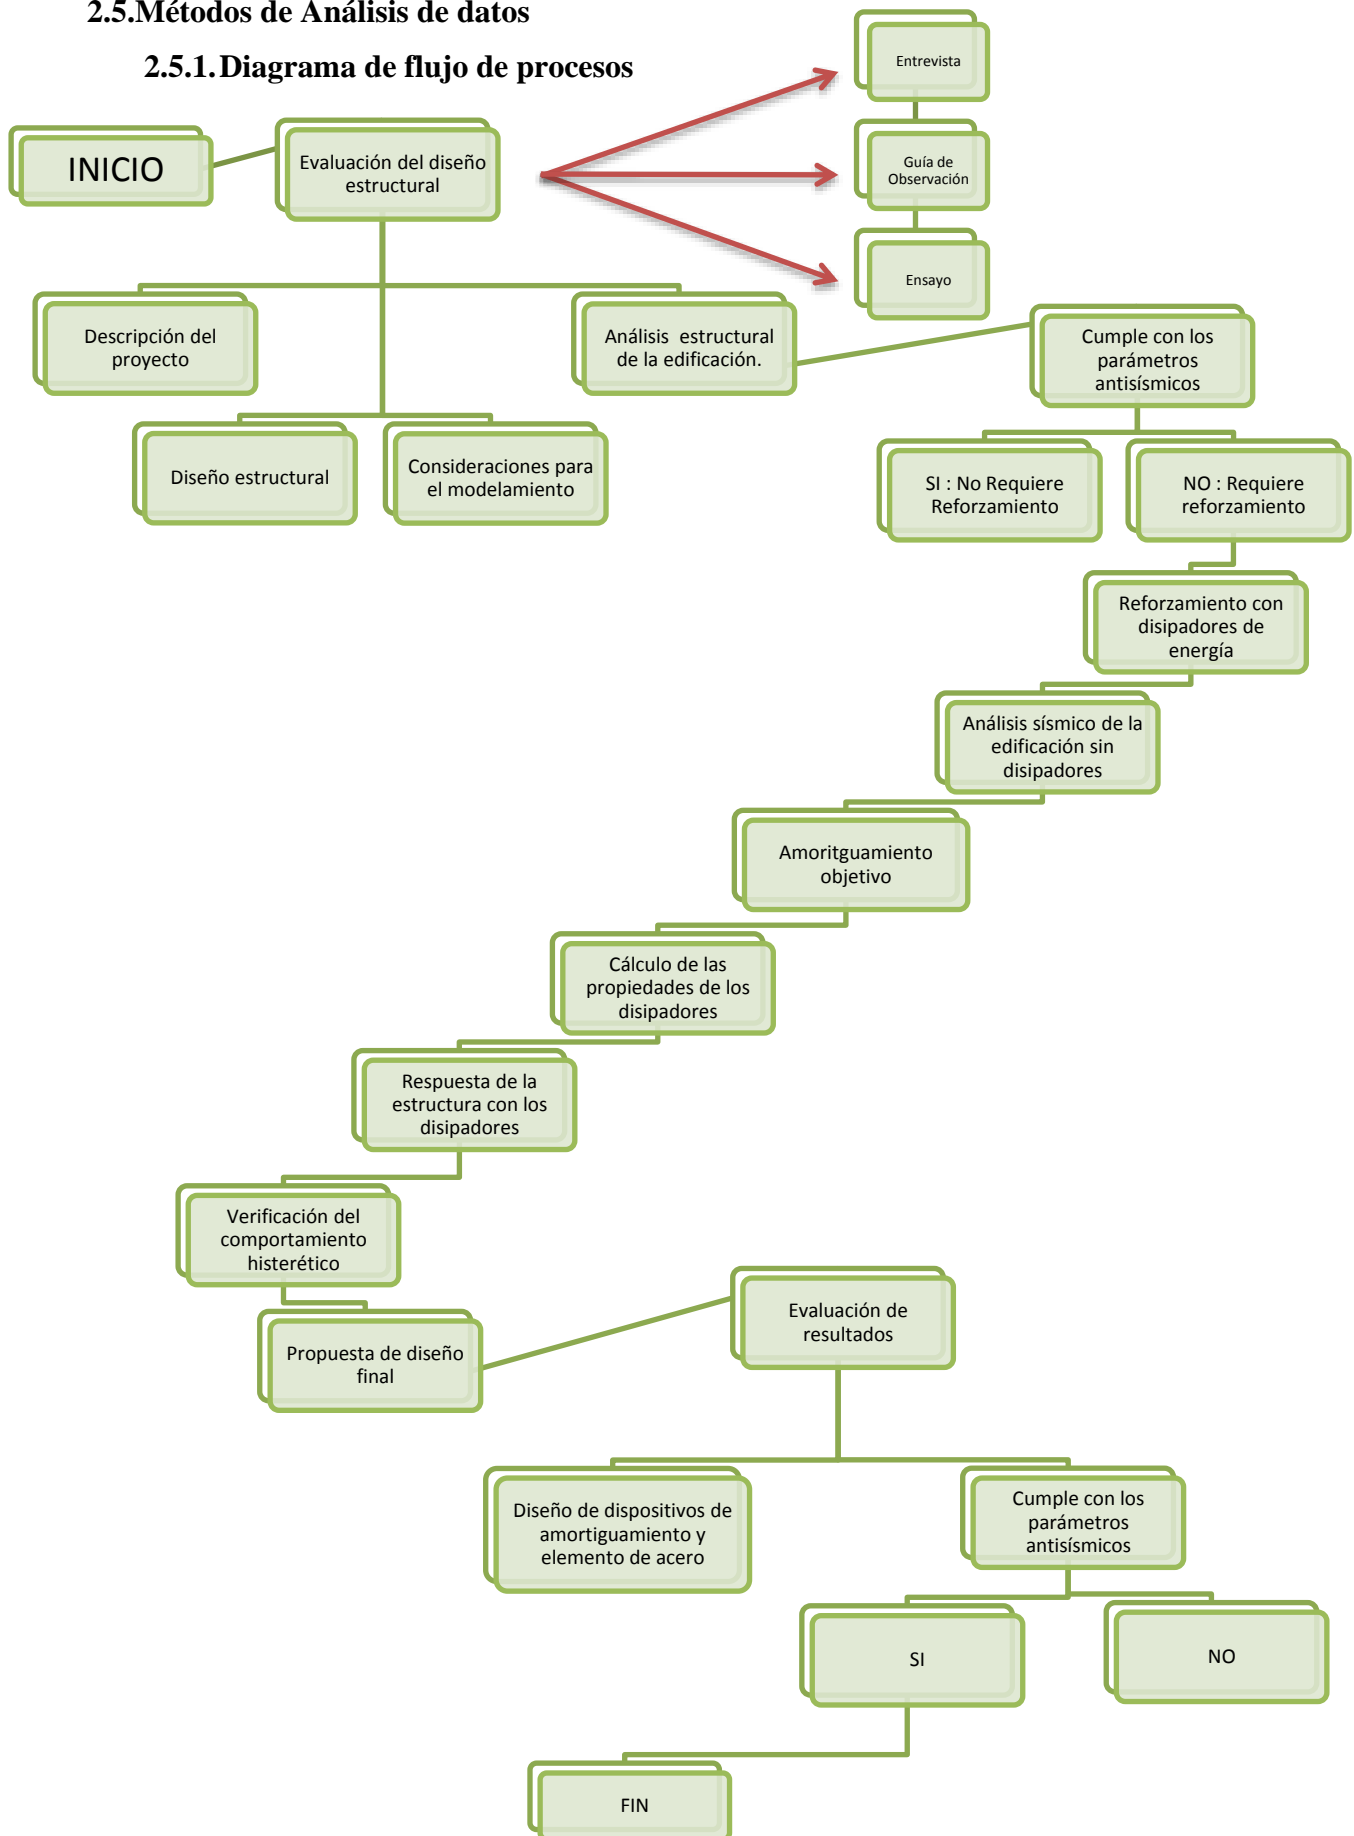 2.5.Métodos de Análisis de datos
2.5.1. Diagrama de flujo de procesos
Entrevista
Guía de
Observación
Ensayo
INICIO
Evaluación del diseño
estructural
Descripción del
proyecto
Análisis estructural
de la edificación.
Diseño estructural
Consideraciones para
el modelamiento
Cumple con los
parámetros
antisísmicos
SI : No Requiere
Reforzamiento
NO : Requiere
reforzamiento
Reforzamiento con
disipadores de
energía
Análisis sísmico de la
edificación sin
disipadores
Amoritguamiento
objetivo
Cálculo de las
propiedades de los
disipadores
Respuesta de la
estructura con los
disipadores
Verificación del
comportamiento
histerético
Propuesta de diseño
final
Evaluación de
resultados
Diseño de dispositivos de
amortiguamiento y
elemento de acero
Cumple con los
parámetros
antisísmicos
SI
NO
FIN